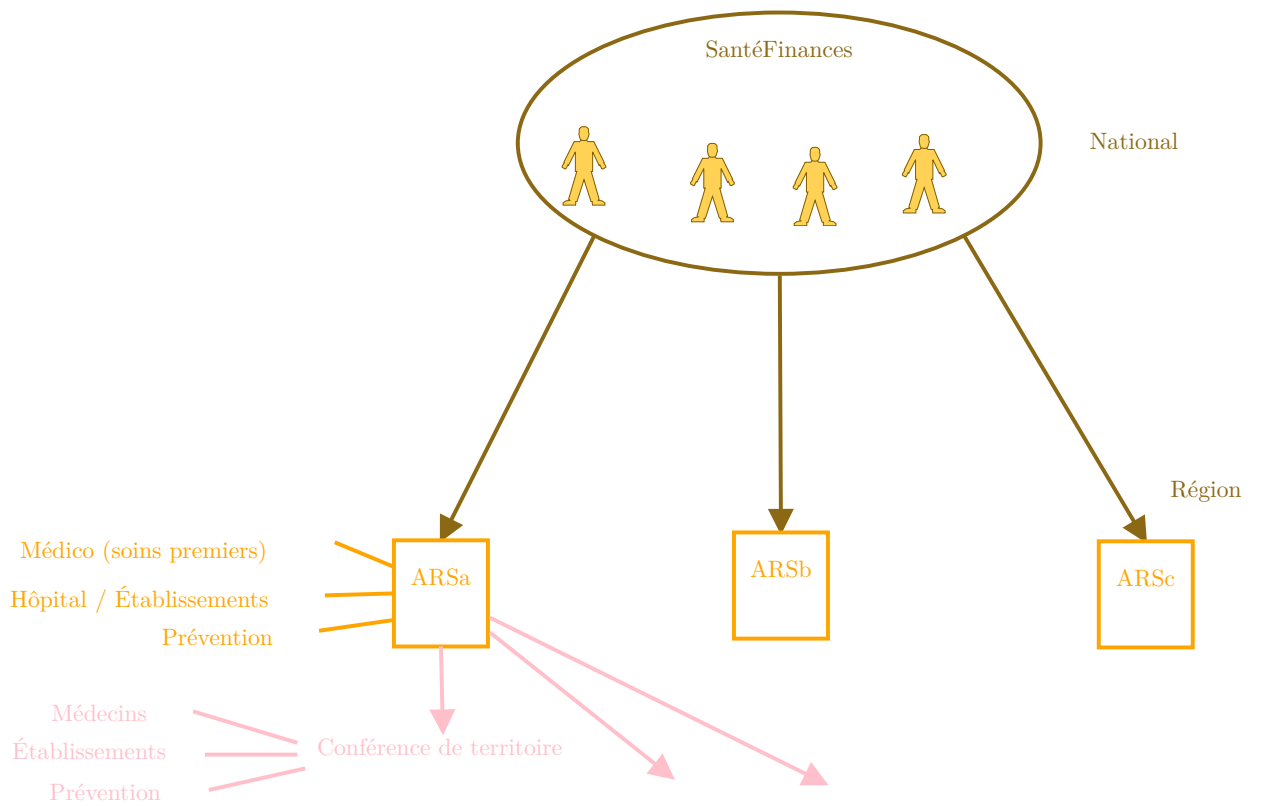 SantéFinances
National
Région
Médico (soins premiers)
Hôpital / Établissements
Prévention
ARSa
ARSb
ARSc
Médecins
Établissements
Prévention
Conférence de territoire